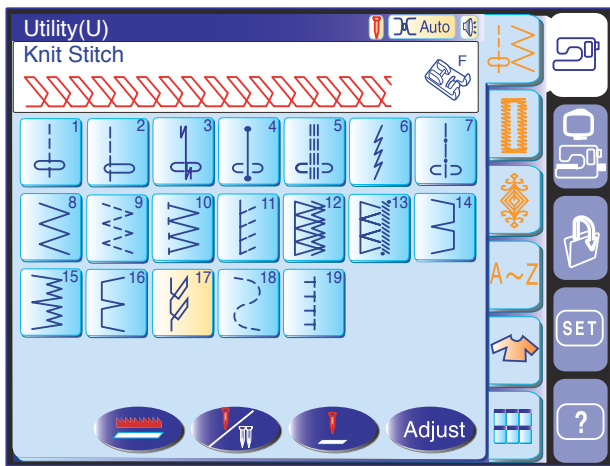 Utility(U)
Auto
Knit Stitch
F
1 2 3 4 5 6 7
8 9 10 11 12 13 14
15 16 17 18 19
A~Z
SET
?
Adjust